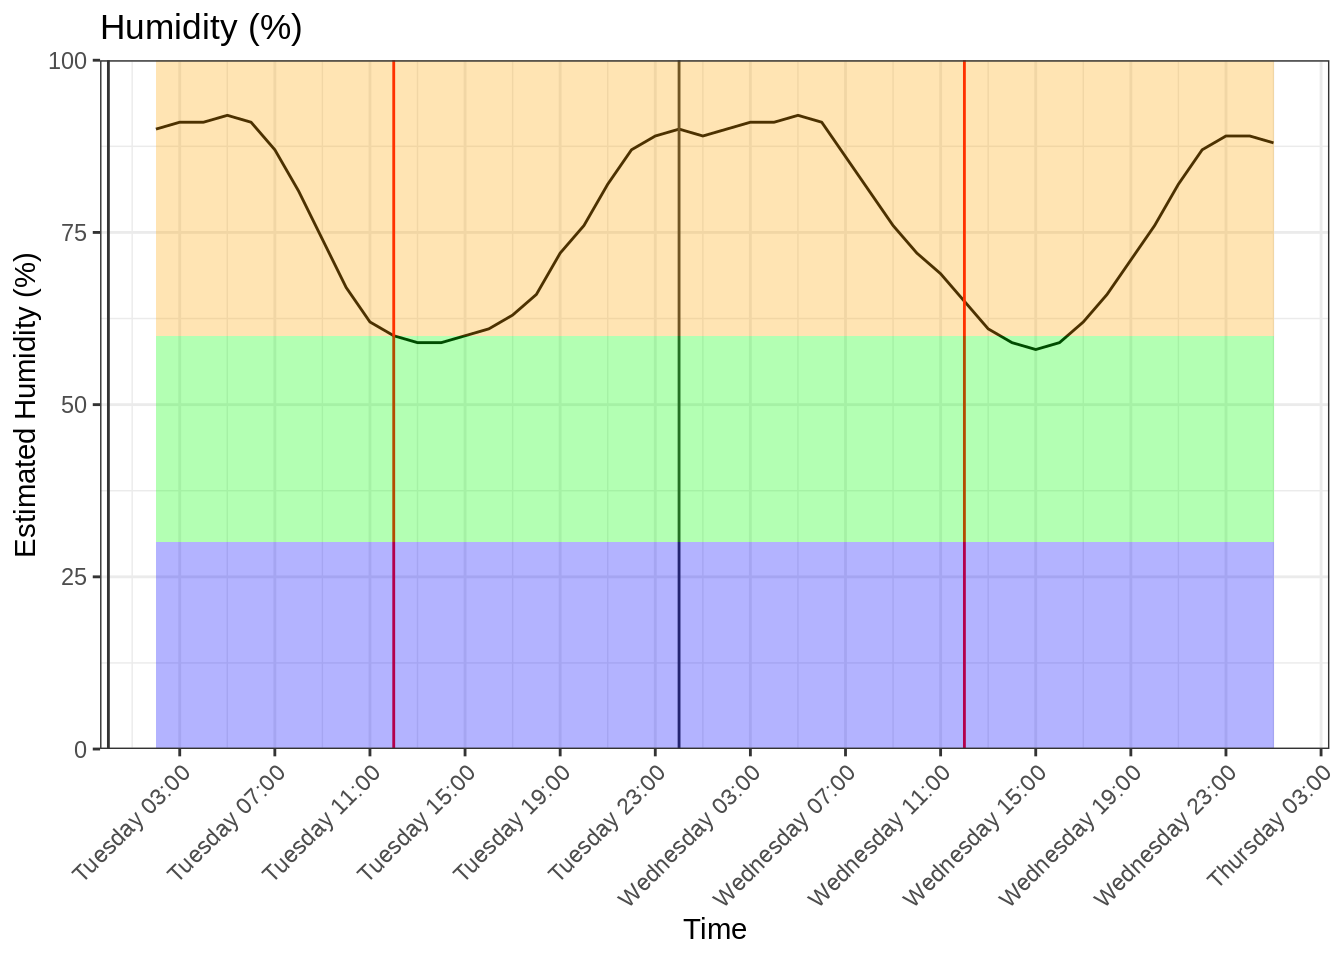 Humidity (%)
Estimated Humidity (%)
100
75
50
25
0
Tuesday 03:00
Tuesday 07:00
Tuesday 11:00
Tuesday 15:00
Tuesday 19:00
Tuesday 23:00
Wednesday 03:00
Wednesday 07:00
Wednesday 11:00
Wednesday 15:00
Wednesday 19:00
Wednesday 23:00
Thursday 03:00
Time